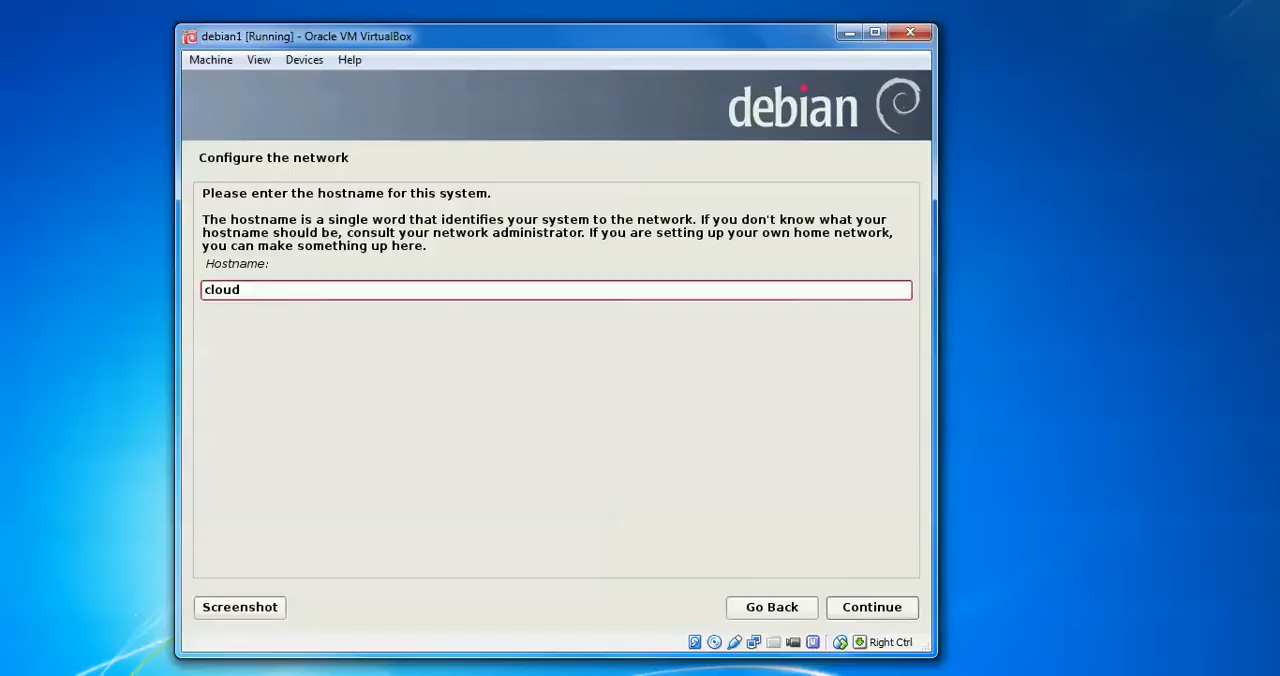 debian1 [Running] - Oracle VM VirtualBox
Machine View Devices Help
debian
Configure the network
Please enter the hostname for this system.
The hostname is a single word that identifies your system to the network. If you don't know what your
hostname should be, consult your network administrator. If you are setting up your own home network,
you can make something up here.
Hostname:
cloud
Screenshot Go Back Continue
Right Ctrl